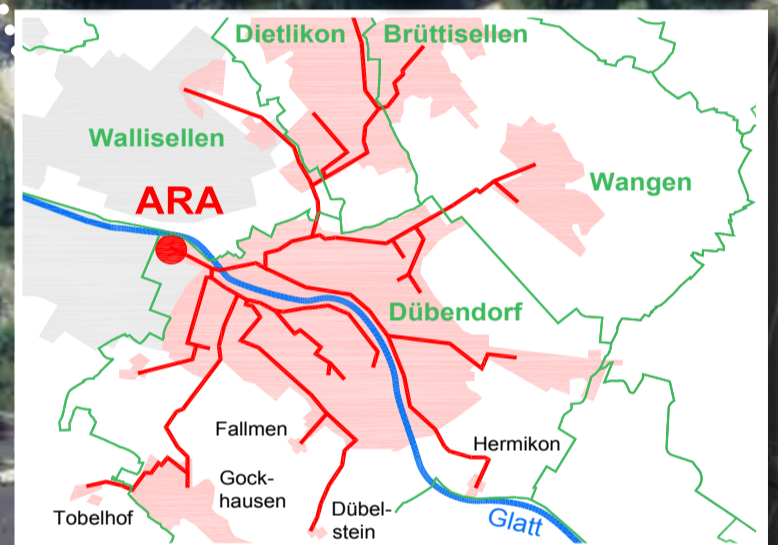 Dietlikon
Brüttisellen
Wallisellen
Wangen
ARA
Dübendorf
Fallmen
Hermikon
Gock-
hausen
Dübel-
stein
Tobelhof
Glatt